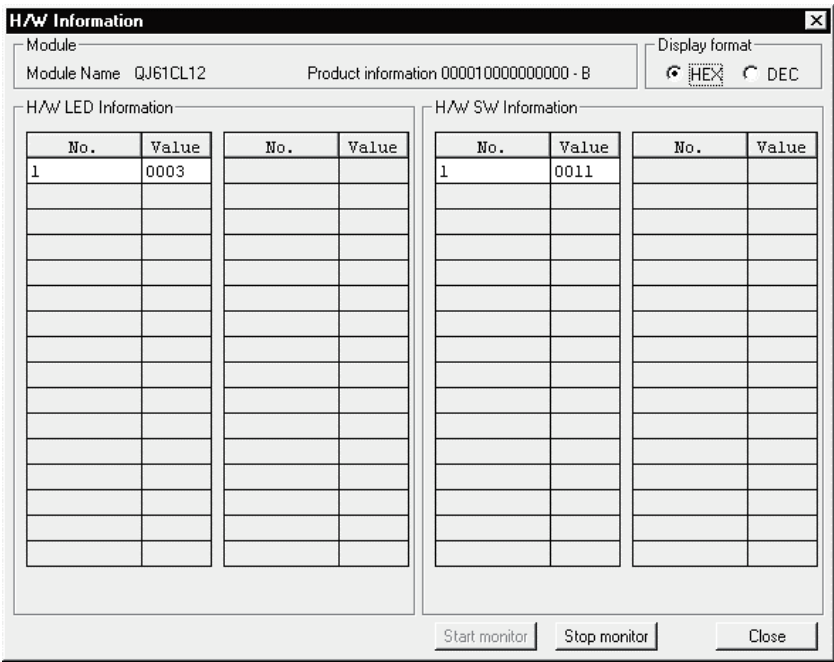 H/W Information
Module
Module Name QJ61CL12 Product information 000010000000000 - B
Display format
HEX DEC
H/W LED Information
No. Value No. Value
1 0003
H/W SW Information
No. Value No. Value
1 0011
Start monitor Stop monitor Close